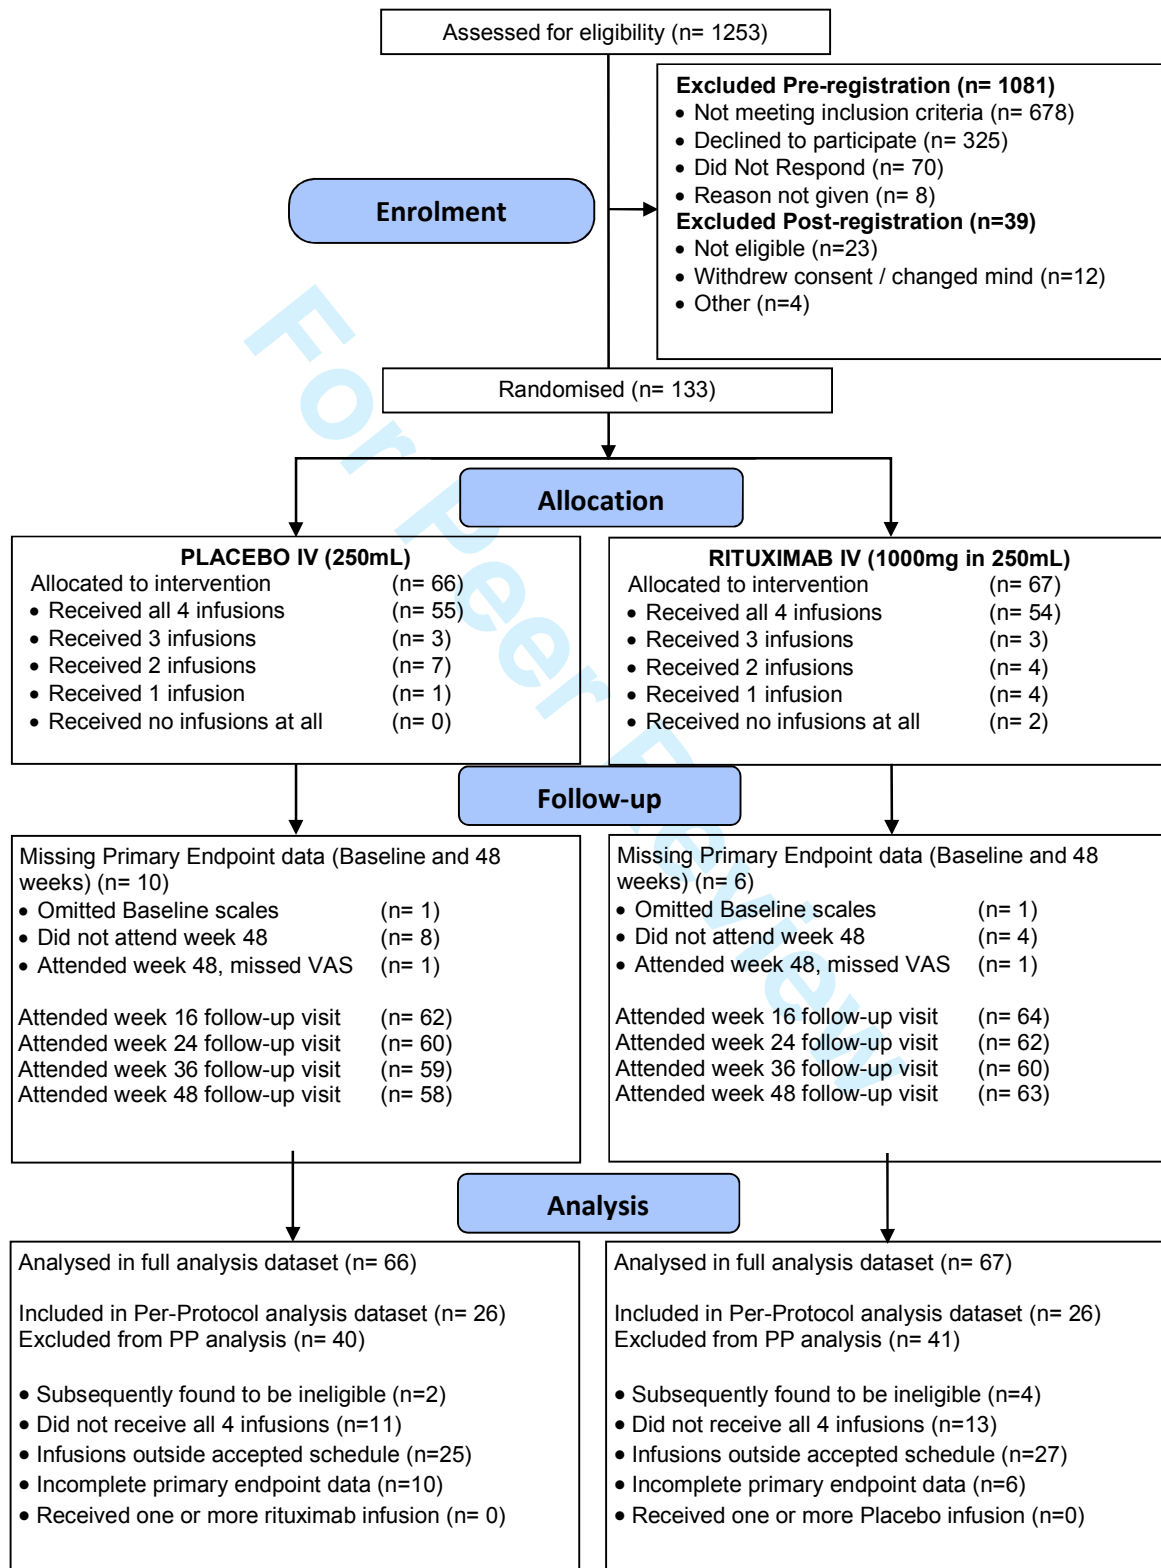 Assessed for eligibility (n= 1253)
Excluded Pre-registration (n= 1081)
• Not meeting inclusion criteria (n= 678)
• Declined to participate (n= 325)
• Did Not Respond (n= 70)
• Reason not given (n= 8)
Excluded Post-registration (n=39)
• Not eligible (n=23)
• Withdrew consent / changed mind (n=12)
• Other (n=4)
Enrolment
Randomised (n= 133)
Allocation
PLACEBO IV (250mL)
Allocated to intervention (n= 66)
• Received all 4 infusions (n= 55)
• Received 3 infusions (n= 3)
• Received 2 infusions (n= 7)
• Received 1 infusion (n= 1)
• Received no infusions at all (n= 0)
RITUXIMAB IV (1000mg in 250mL)
Allocated to intervention (n= 67)
• Received all 4 infusions (n= 54)
• Received 3 infusions (n= 3)
• Received 2 infusions (n= 4)
• Received 1 infusion (n= 4)
• Received no infusions at all (n= 2)
Follow-up
Missing Primary Endpoint data (Baseline and 48
weeks) (n= 10)
• Omitted Baseline scales (n= 1)
• Did not attend week 48 (n= 8)
• Attended week 48, missed VAS (n= 1)
Attended week 16 follow-up visit (n= 62)
Attended week 24 follow-up visit (n= 60)
Attended week 36 follow-up visit (n= 59)
Attended week 48 follow-up visit (n= 58)
Missing Primary Endpoint data (Baseline and 48
weeks) (n= 6)
• Omitted Baseline scales (n= 1)
• Did not attend week 48 (n= 4)
• Attended week 48, missed VAS (n= 1)
Attended week 16 follow-up visit (n= 64)
Attended week 24 follow-up visit (n= 62)
Attended week 36 follow-up visit (n= 60)
Attended week 48 follow-up visit (n= 63)
Analysis
Analysed in full analysis dataset (n= 66)
Included in Per-Protocol analysis dataset (n= 26)
Excluded from PP analysis (n= 40)
• Subsequently found to be ineligible (n=2)
• Did not receive all 4 infusions (n=11)
• Infusions outside accepted schedule (n=25)
• Incomplete primary endpoint data (n=10)
• Received one or more rituximab infusion (n= 0)
Analysed in full analysis dataset (n= 67)
Included in Per-Protocol analysis dataset (n= 26)
Excluded from PP analysis (n= 41)
• Subsequently found to be ineligible (n=4)
• Did not receive all 4 infusions (n=13)
• Infusions outside accepted schedule (n=27)
• Incomplete primary endpoint data (n=6)
• Received one or more Placebo infusion (n=0)
For Peer Review